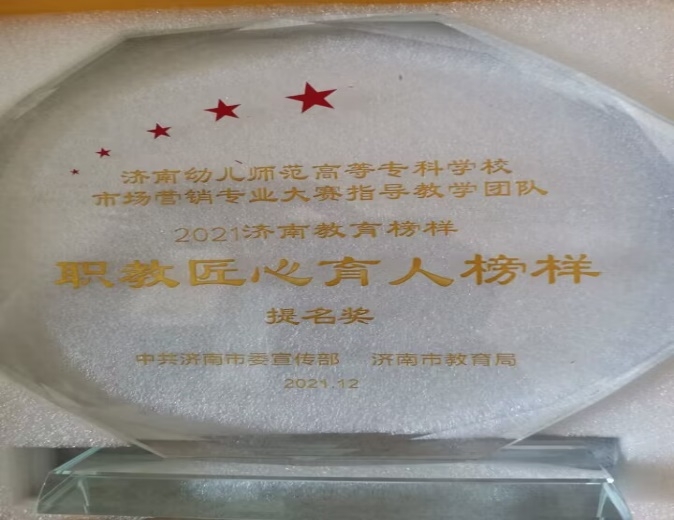 济南幼儿师范高等专科学校
市场营销专业大赛指导教学团队
2021济南教育榜样
职教匠心育人榜样
提名奖
中共济南市委宣传部 济南市教育局
2021.12